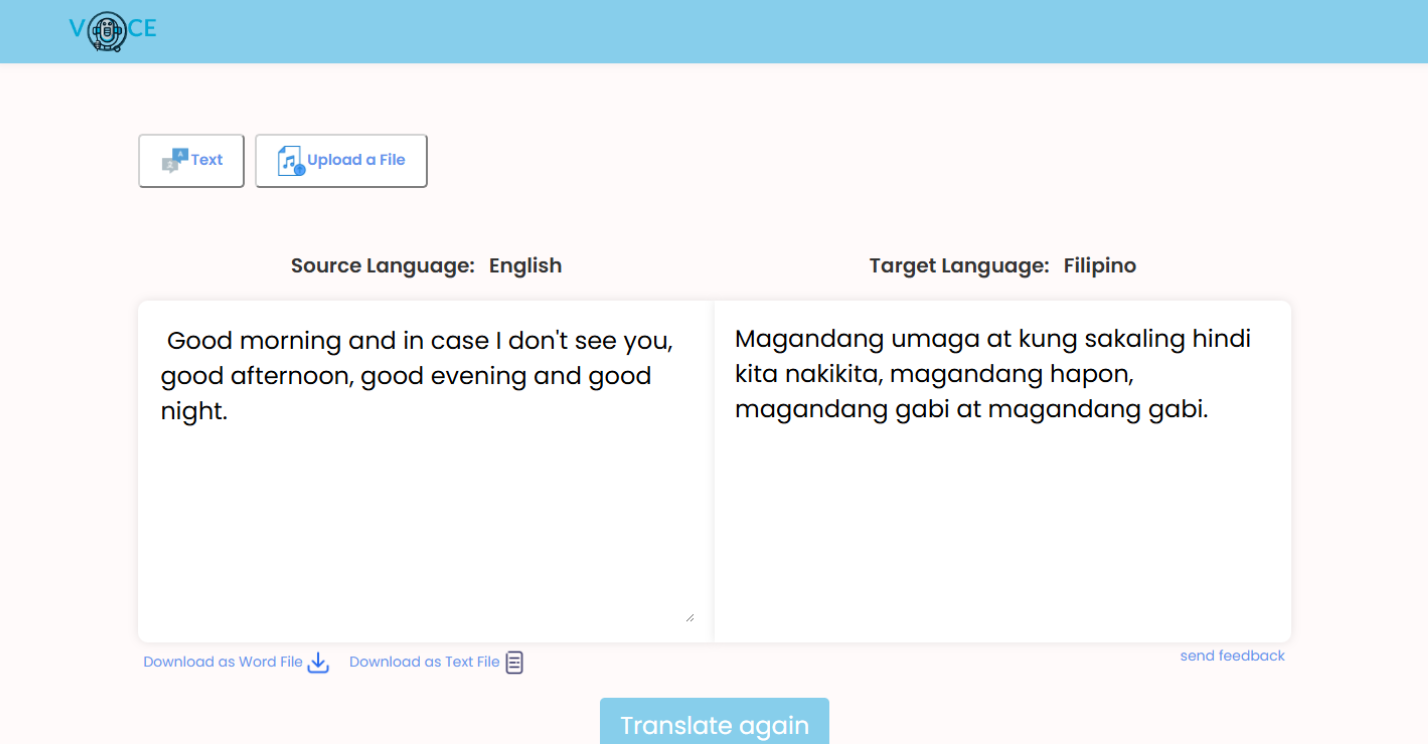 V CE
Text
Upload a File
Source Language: English
Target Language: Filipino
Good morning and in case I don't see you,
good afternoon, good evening and good
night.
Magandang umaga at kung sakaling hindi
kita nakikita, magandang hapon,
magandang gabi at magandang gabi.
Download as Word File
Download as Text File
send feedback
Translate again